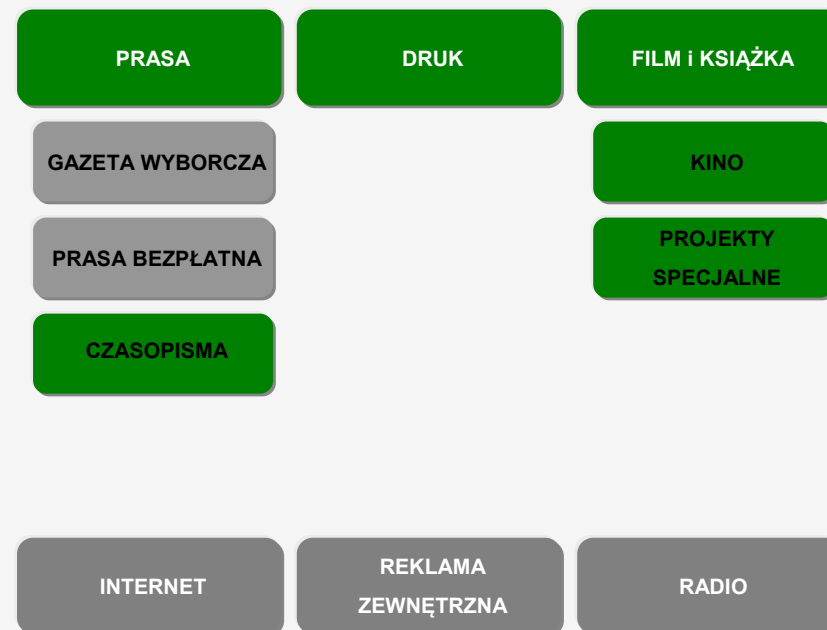 PRASA
DRUK
FILM i KSIĄŻKA
GAZETA WYBORCZA
KINO
PRASA BEZPŁATNA
PROJEKTY
SPECJALNE
CZASOPISMA
INTERNET
REKLAMA
ZEWNĘTRZNA
RADIO